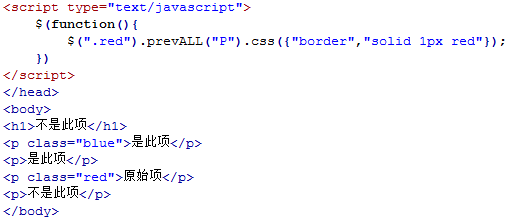 <script type="text/javascript">
$(function(){
$(".red").prevALL("P").css({"border","solid 1px red"});
})
</script>
</head>
<body>
<h1>不是此项</h1>
<p class="blue">是此项</p>
<p>是此项</p>
<p class="red">原始项</p>
<p>不是此项</p>
</body>